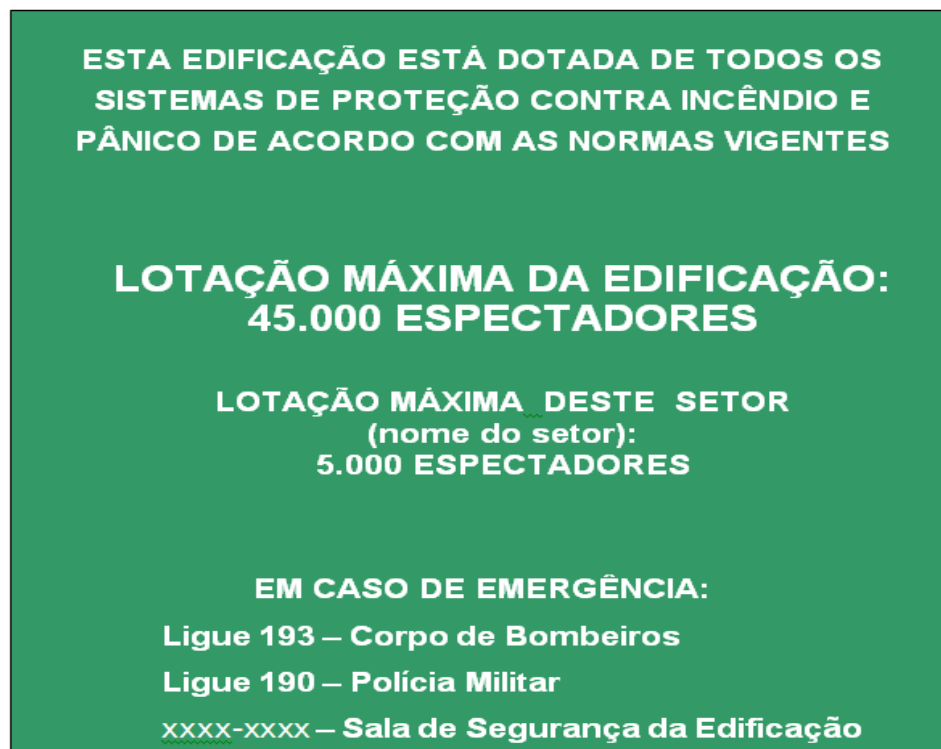 ESTA EDIFICAÇÃO ESTÁ DOTADA DE TODOS OS
SISTEMAS DE PROTEÇÃO CONTRA INCÊNDIO E
PÂNICO DE ACORDO COM AS NORMAS VIGENTES
LOTAÇÃO MÁXIMA DA EDIFICAÇÃO:
45.000 ESPECTADORES
LOTAÇÃO MÁXIMA DESTE SETOR
(nome do setor):
5.000 ESPECTADORES
EM CASO DE EMERGÊNCIA:
Ligue 193 – Corpo de Bombeiros
Ligue 190 – Polícia Militar
xxxx-xxxx – Sala de Segurança da Edificação